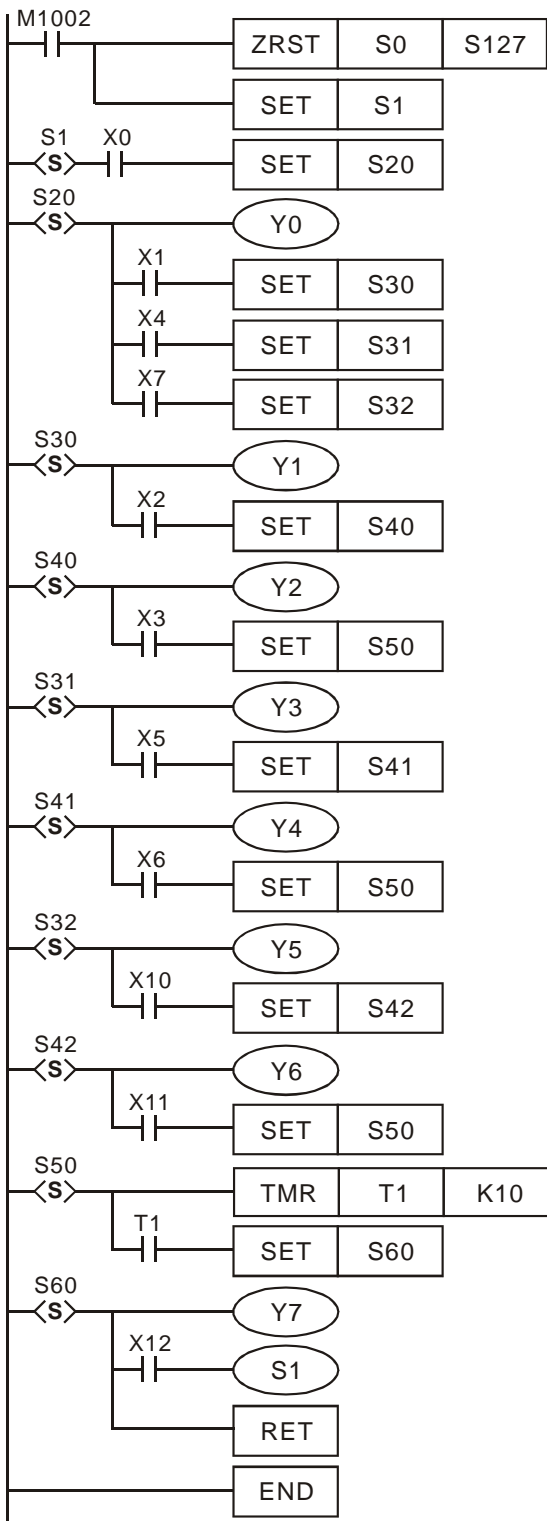 M1002
ZRST S0 S127
SET S1
S1 X0
S SET S20
S20
S Y0
X1
SET S30
X4
SET S31
X7
SET S32
S30
S Y1
X2
SET S40
S40
S Y2
X3
SET S50
S31
S Y3
X5
SET S41
S41
S Y4
X6
SET S50
S32
S Y5
X10
SET S42
S42
S Y6
X11
SET S50
S50
S TMR T1 K10
T1
SET S60
S60
S Y7
X12
S1
RET
END